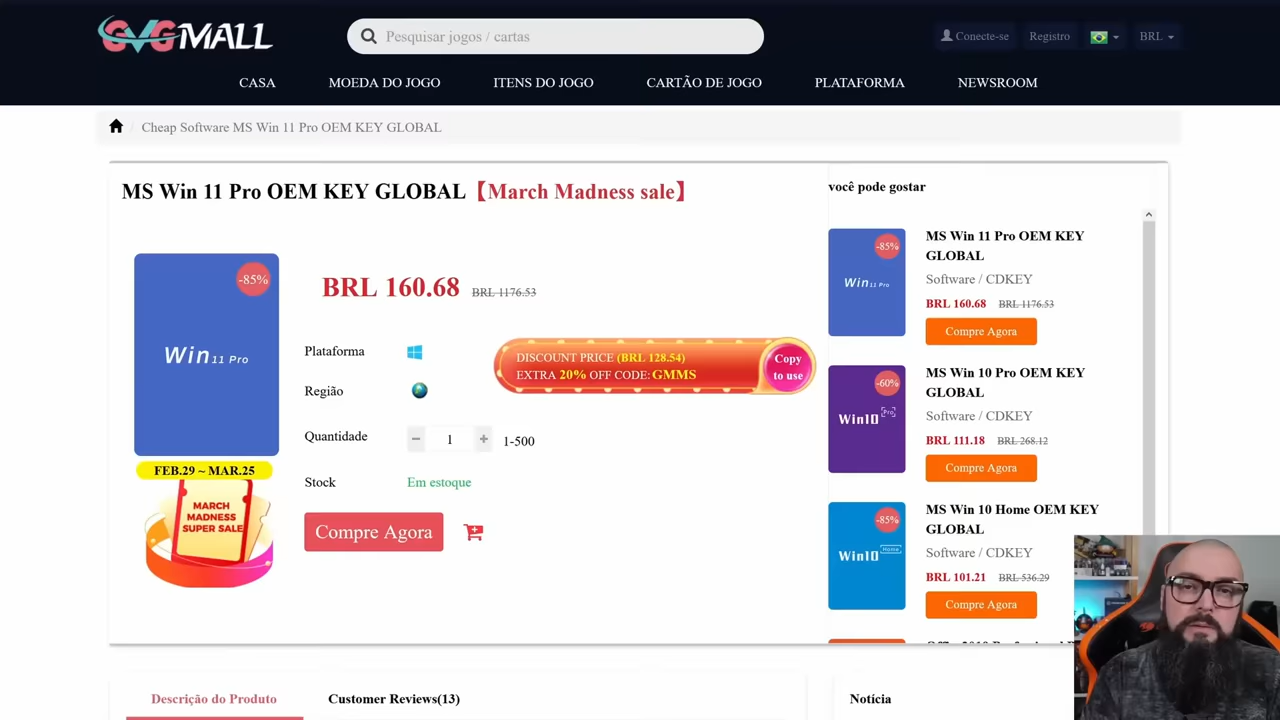 GVGMALL
Pesquisar jogos / cartas
Conecte-se
Registro
BRL
CASA
MOEDA DO JOGO
ITENS DO JOGO
CARTÃO DE JOGO
PLATAFORMA
NEWSROOM
/ Cheap Software MS Win 11 Pro OEM KEY GLOBAL
MS Win 11 Pro OEM KEY GLOBAL【March Madness sale】
-85%
Win 11 Pro
FEB.29 ~ MAR.25
MARCH
MADNESS
SUPER SALE
BRL 160.68 BRL 1176.53
Plataforma
Região
DISCOUNT PRICE (BRL 128.54)
EXTRA 20% OFF CODE: GMMS
Copy
to use
Quantidade
− 1 + 1-500
Stock
Em estoque
Compre Agora
você pode gostar
-85%
Win 11 Pro
MS Win 11 Pro OEM KEY
GLOBAL
Software / CDKEY
BRL 160.68 BRL 1176.53
Compre Agora
-60%
Win10 Pro
MS Win 10 Pro OEM KEY
GLOBAL
Software / CDKEY
BRL 111.18 BRL 268.12
Compre Agora
-85%
Win10 Home
MS Win 10 Home OEM KEY
GLOBAL
Software / CDKEY
BRL 101.21 BRL 536.29
Compre Agora
Descrição do Produto
Customer Reviews(13)
Notícia